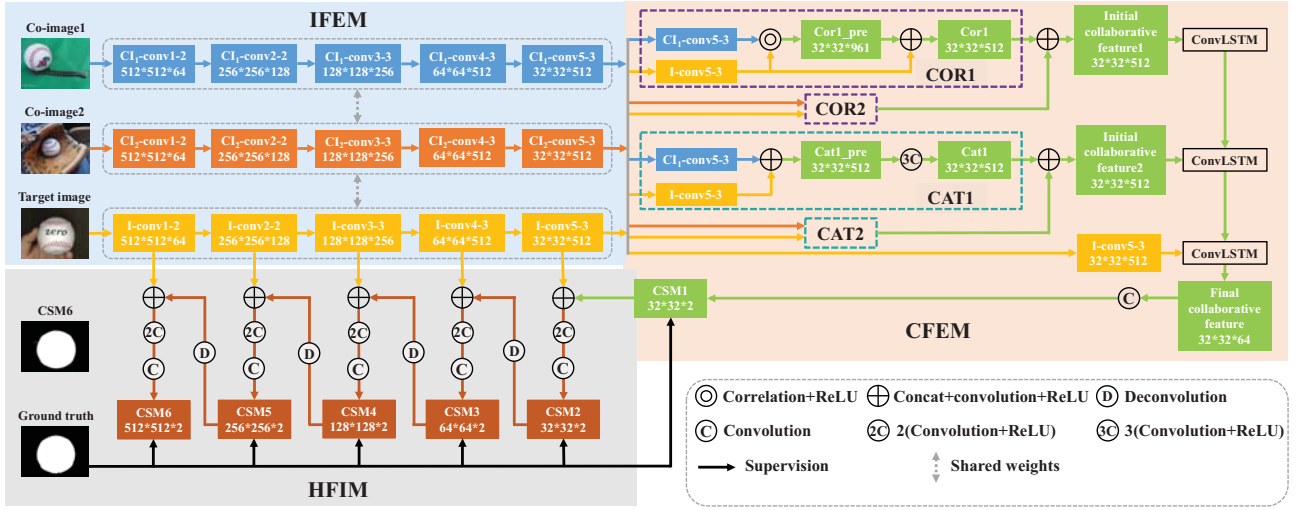 IFEM
Co-image1
CI₁-conv1-2
512*512*64
CI₁-conv2-2
256*256*128
CI₁-conv3-3
128*128*256
CI₁-conv4-3
64*64*512
CI₁-conv5-3
32*32*512
Co-image2
CI₂-conv1-2
512*512*64
CI₂-conv2-2
256*256*128
CI₂-conv3-3
128*128*256
CI₂-conv4-3
64*64*512
CI₂-conv5-3
32*32*512
Target image
zero
I-conv1-2
512*512*64
I-conv2-2
256*256*128
I-conv3-3
128*128*256
I-conv4-3
64*64*512
I-conv5-3
32*32*512
CI₁-conv5-3
I-conv5-3
Cor1_pre
32*32*961
Cor1
32*32*512
COR1
COR2
Initial
collaborative
feature1
32*32*512
ConvLSTM
CI₁-conv5-3
I-conv5-3
Cat1_pre
32*32*512
3C
Cat1
32*32*512
CAT1
CAT2
Initial
collaborative
feature2
32*32*512
ConvLSTM
I-conv5-3
32*32*512
ConvLSTM
Final
collaborative
feature
32*32*64
C
CFEM
CSM1
32*32*2
CSM6
2C
2C
2C
2C
2C
D
D
D
D
C
C
C
C
C
Ground truth
CSM6
512*512*2
CSM5
256*256*2
CSM4
128*128*2
CSM3
64*64*2
CSM2
32*32*2
HFIM
Correlation+ReLU
Concat+convolution+ReLU
D Deconvolution
C Convolution
2C 2(Convolution+ReLU)
3C 3(Convolution+ReLU)
Supervision
Shared weights